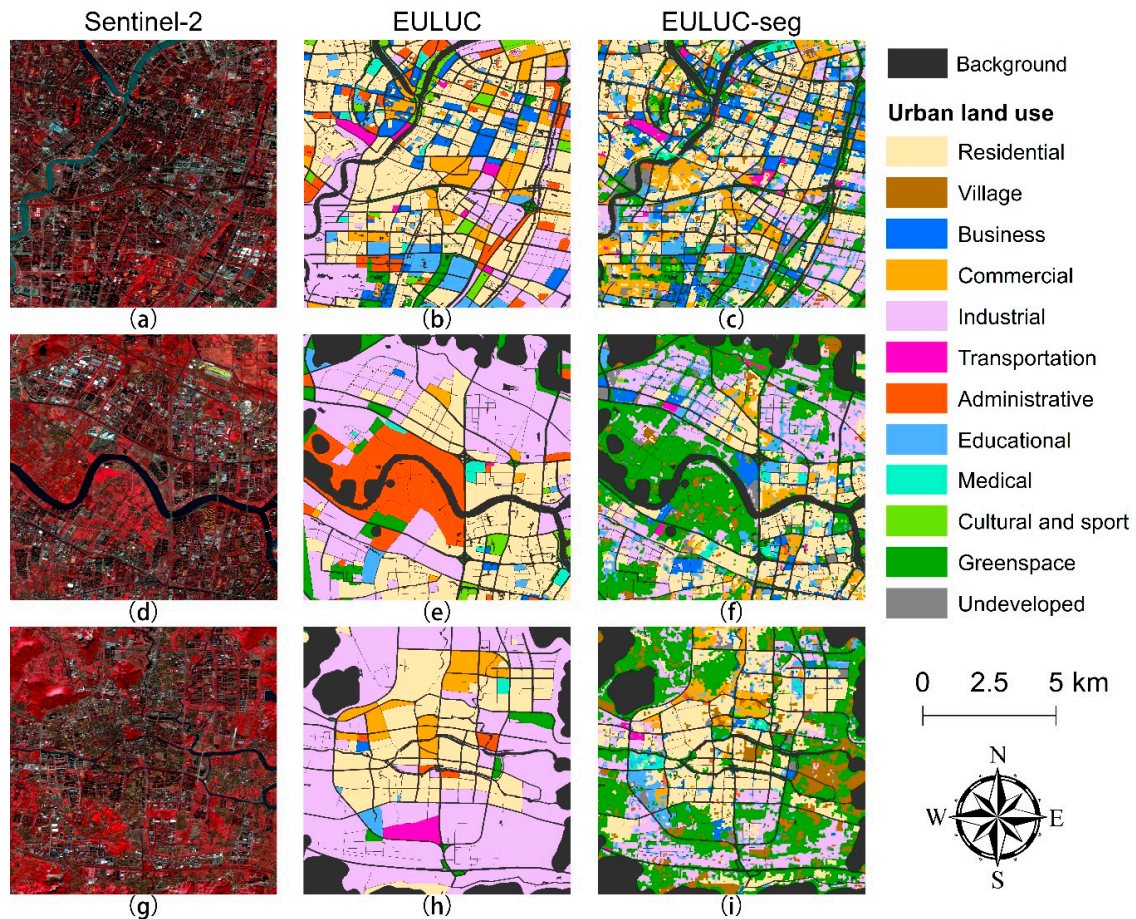 Sentinel-2 EULUC EULUC-seg
Background
Urban land use
Residential
Village
Business
Commercial
Industrial
Transportation
Administrative
Educational
Medical
Cultural and sport
Greenspace
Undeveloped
(a) (b) (c)
(d) (e) (f)
(g) (h) (i)
0 2.5 5 km
N
W E
S